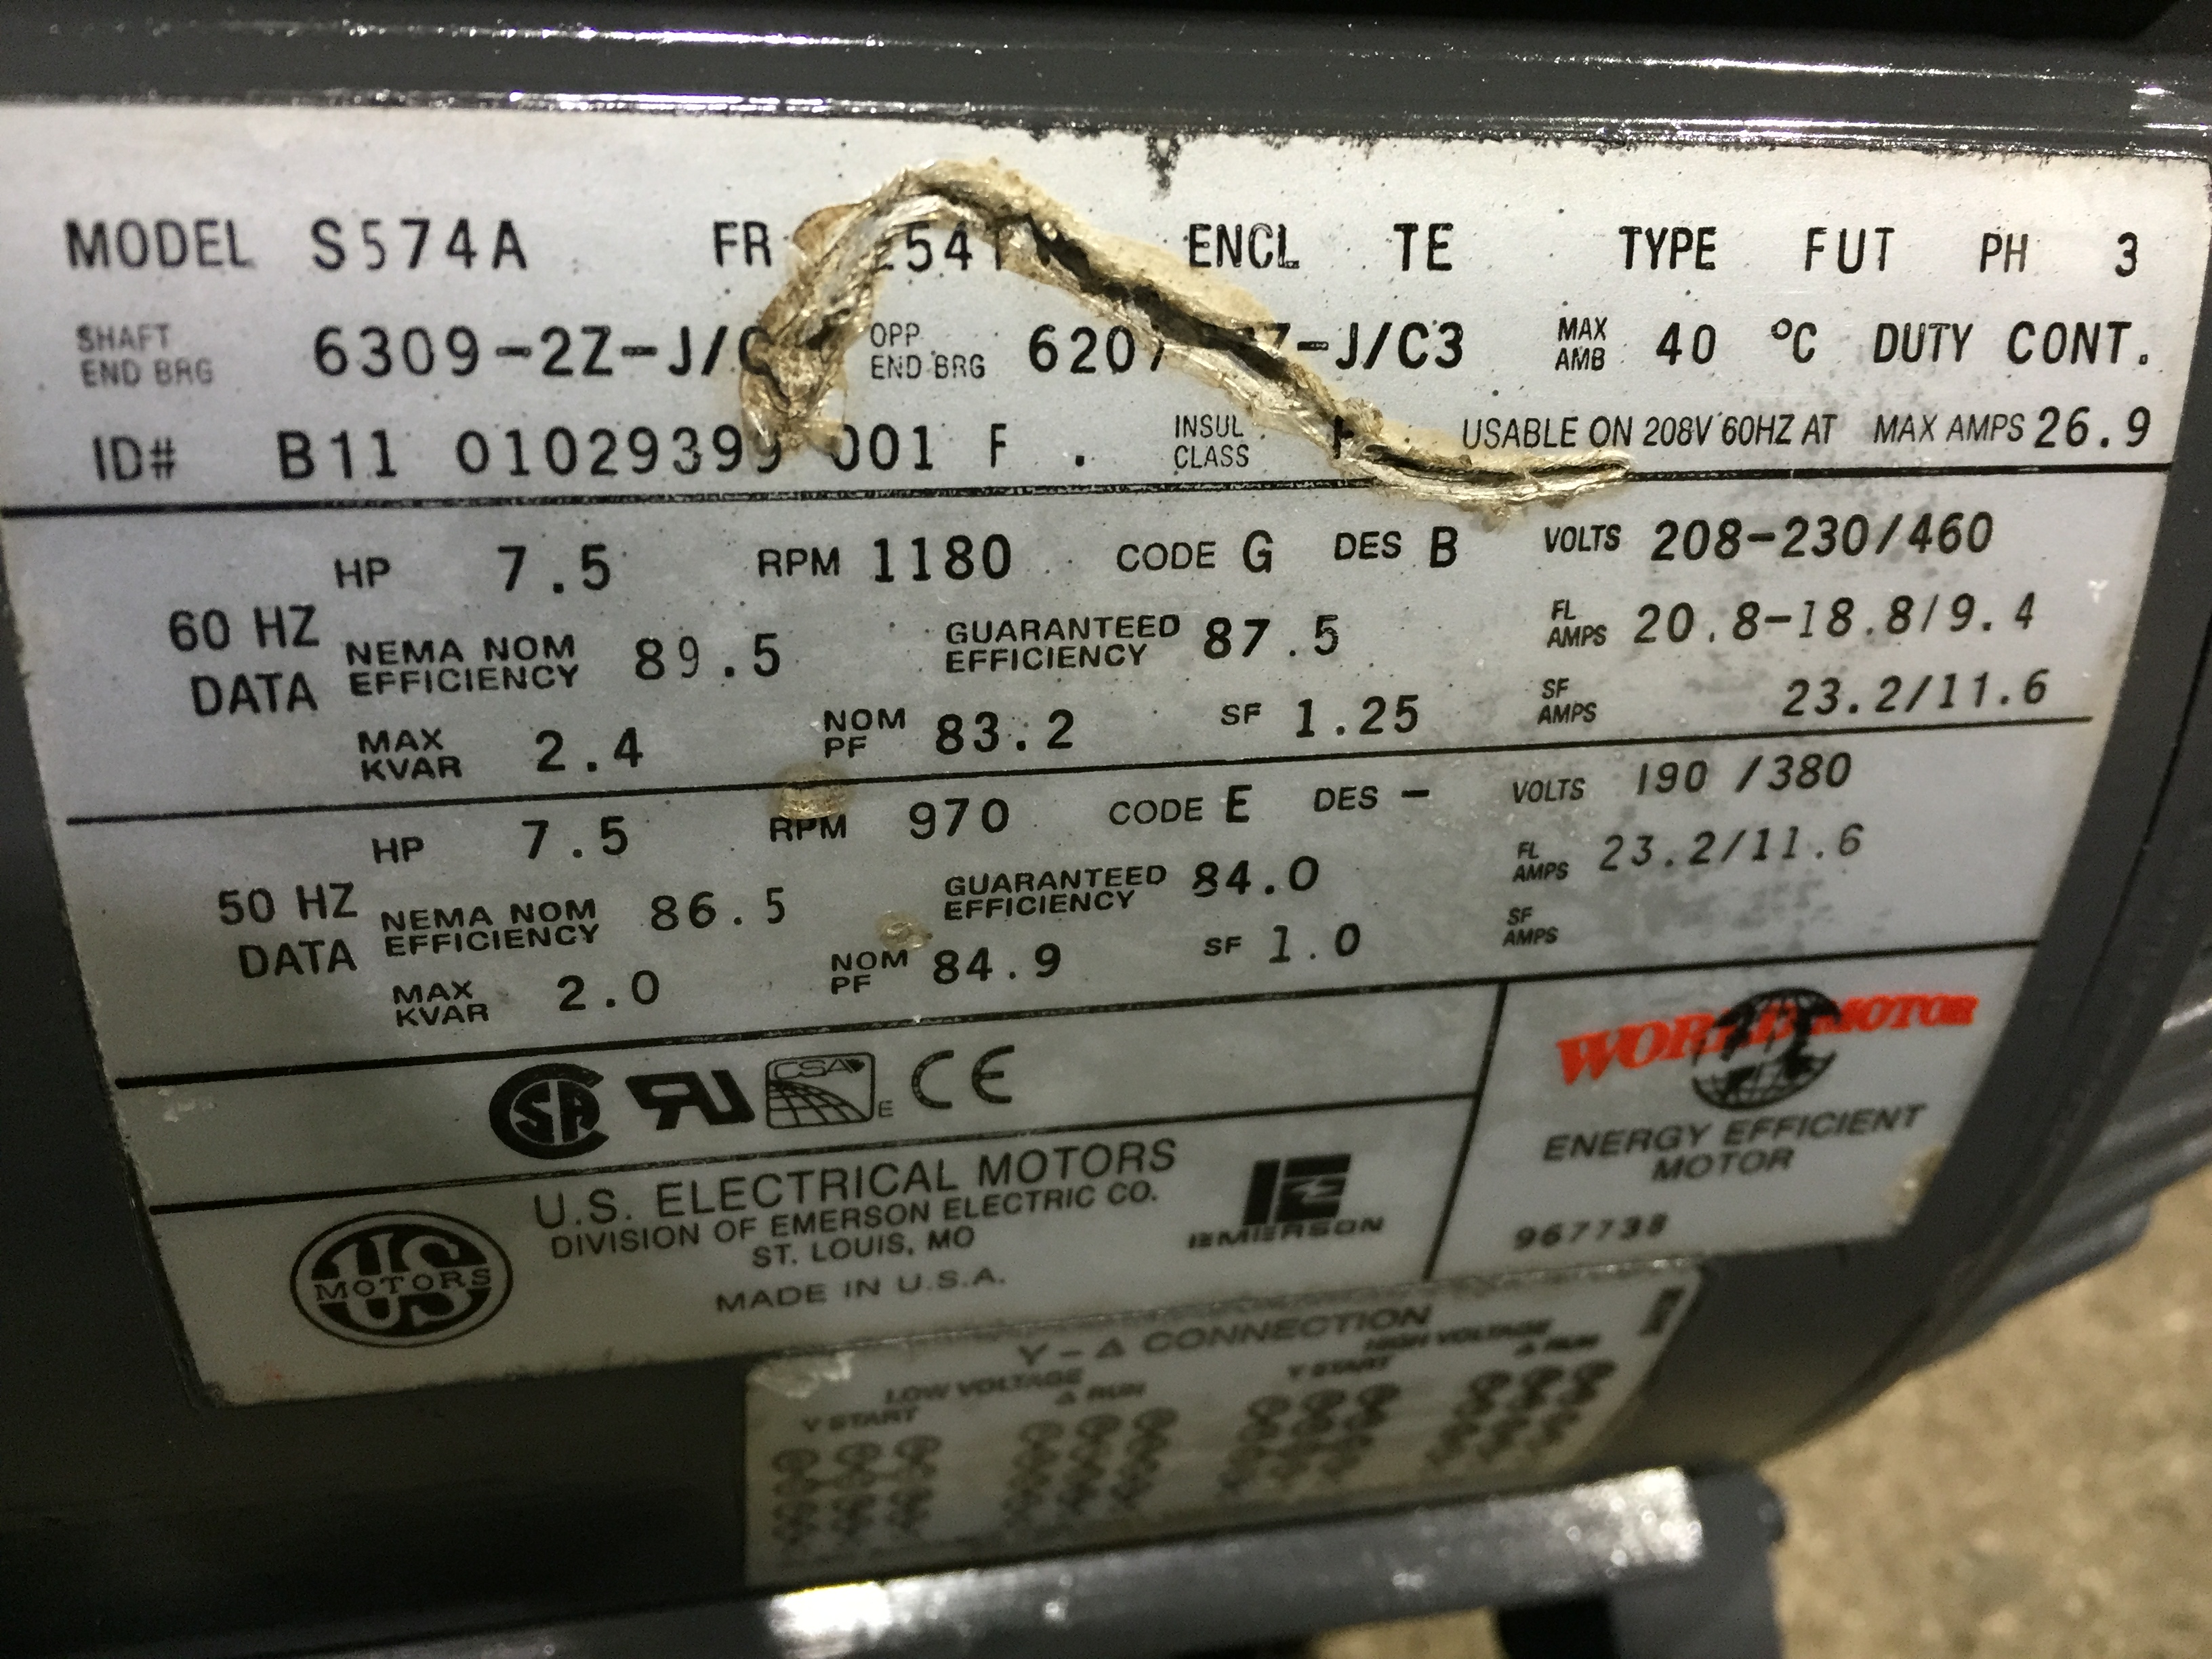 MODEL S574A FR 254T ENCL TE TYPE FUT PH 3
SHAFT END BRG 6309-2Z-J/C OPP END BRG 6207 -J/C3 MAX AMB 40 °C DUTY CONT.
ID# B11 01029399 001 F . INSUL CLASS USABLE ON 208V 60HZ AT MAX AMPS 26.9
60 HZ DATA
HP 7.5 RPM 1180 CODE G DES B VOLTS 208-230/460
NEMA NOM EFFICIENCY 89.5 GUARANTEED EFFICIENCY 87.5 FL AMPS 20.8-18.8/9.4
MAX KVAR 2.4 NOM PF 83.2 SF 1.25 SF AMPS 23.2/11.6
50 HZ DATA
HP 7.5 RPM 970 CODE E DES - VOLTS 190 /380
NEMA NOM EFFICIENCY 86.5 GUARANTEED EFFICIENCY 84.0 FL AMPS 23.2/11.6
MAX KVAR 2.0 NOM PF 84.9 SF 1.0 SF AMPS
SA RU CSA E CE
WORLD MOTOR
ENERGY EFFICIENT
MOTOR
967738
US MOTORS
U.S. ELECTRICAL MOTORS
DIVISION OF EMERSON ELECTRIC CO.
ST. LOUIS, MO
MADE IN U.S.A.
EMERSON
Y - Δ CONNECTION
LOW VOLTAGE HIGH VOLTAGE
Y START Δ RUN Y START Δ RUN